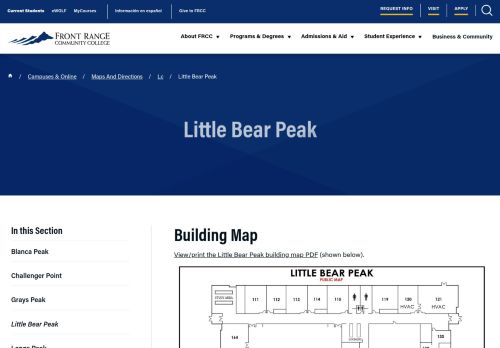 Current Students eWOLF MyCourses Información en español Give to FRCC REQUEST INFO VISIT APPLY
FRONT RANGE
COMMUNITY COLLEGE
About FRCC Programs & Degrees Admissions & Aid Student Experience Business & Community
/ Campuses & Online / Maps And Directions / Lc / Little Bear Peak
Little Bear Peak
In this Section
Blanca Peak
Challenger Point
Grays Peak
Little Bear Peak
Longs Peak
Building Map
View/print the Little Bear Peak building map PDF (shown below).
LITTLE BEAR PEAK
PUBLIC MAP
STUDY AREA 111 112 113 114 115 119 120 121
HVAC HVAC
164 135